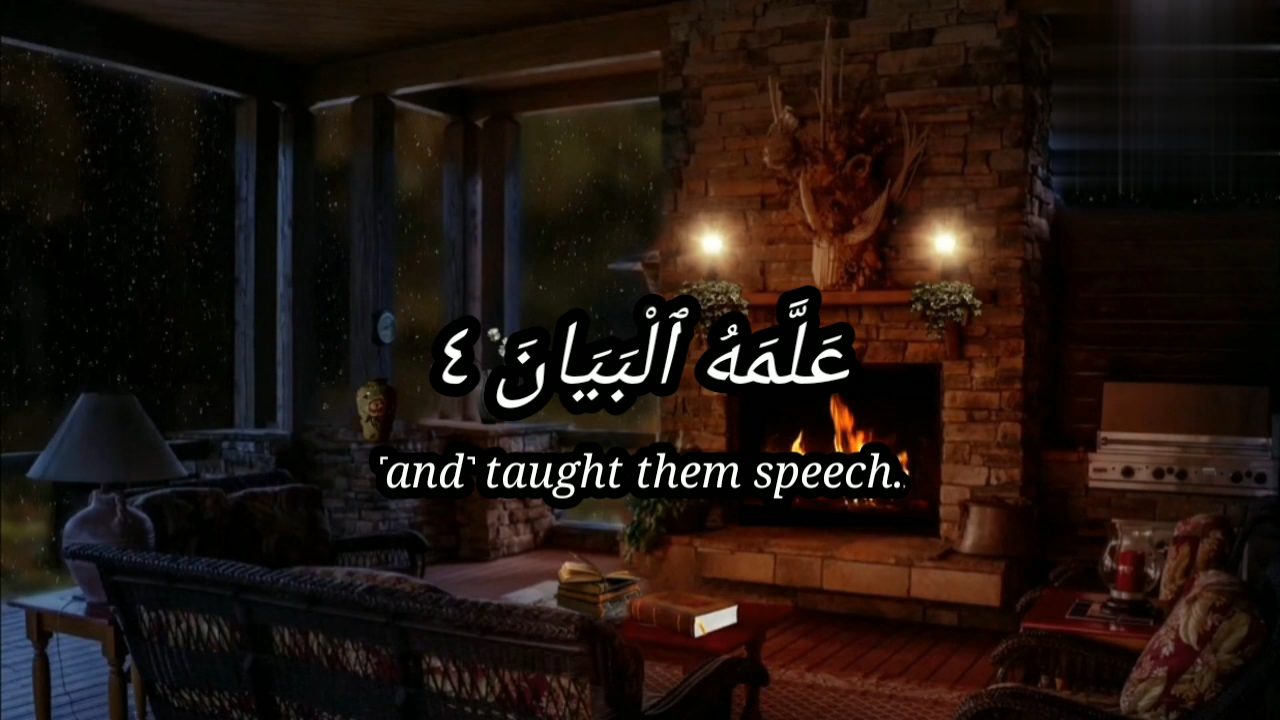 عَلَّمَهُ ٱلْبَيَانَ ٤
⸢and⸣ taught them speech.